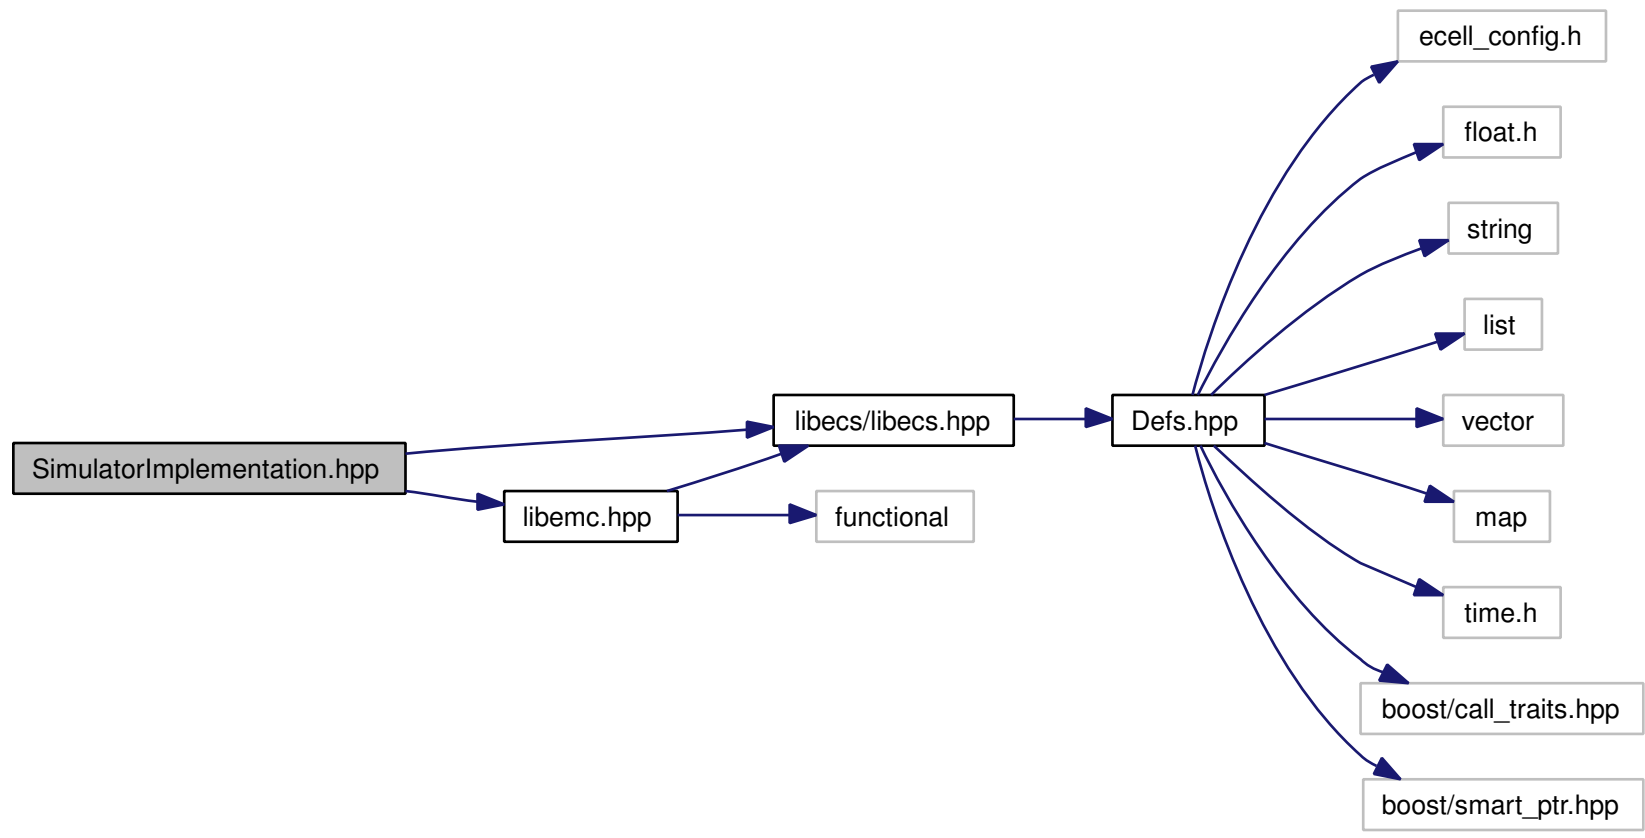 ecell_config.h
float.h
string
list
libecs/libecs.hpp
Defs.hpp
vector
SimulatorImplementation.hpp
libemc.hpp
functional
map
time.h
boost/call_traits.hpp
boost/smart_ptr.hpp